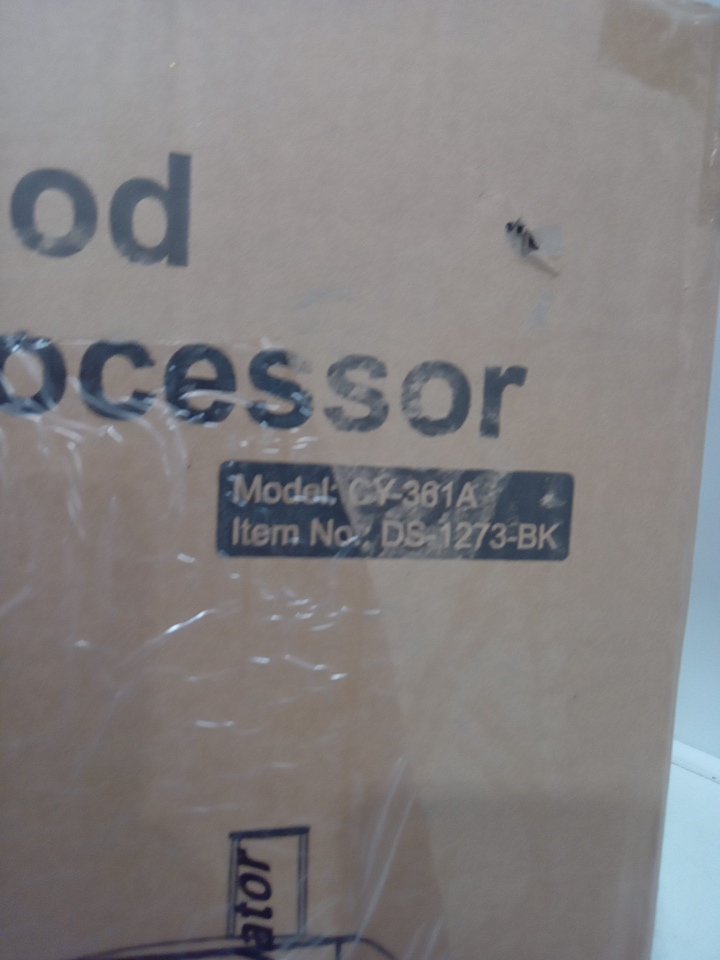 od
ocessor
Model: CY-361A
Item No.: DS-1273-BK
ator